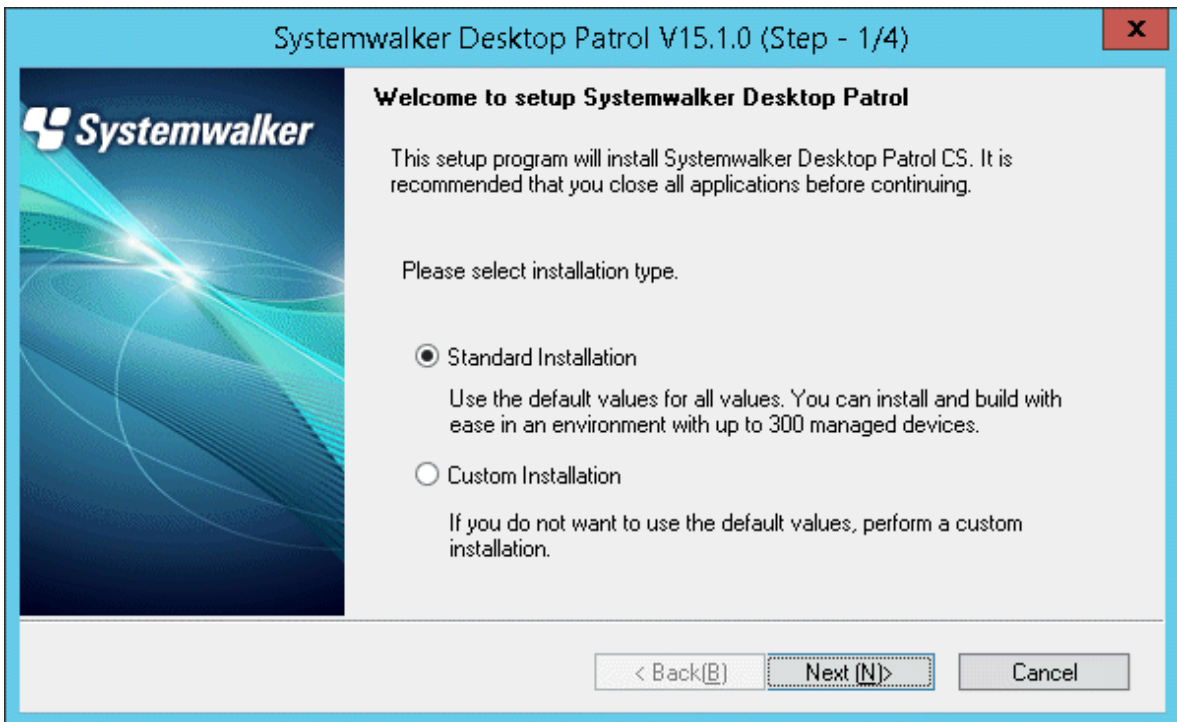 Systemwalker Desktop Patrol V15.1.0 (Step - 1/4)
x
Systemwalker
Welcome to setup Systemwalker Desktop Patrol
This setup program will install Systemwalker Desktop Patrol CS. It is
recommended that you close all applications before continuing.
Please select installation type.
Standard Installation
Use the default values for all values. You can install and build with
ease in an environment with up to 300 managed devices.
Custom Installation
If you do not want to use the default values, perform a custom
installation.
< Back(B) Next (N)> Cancel